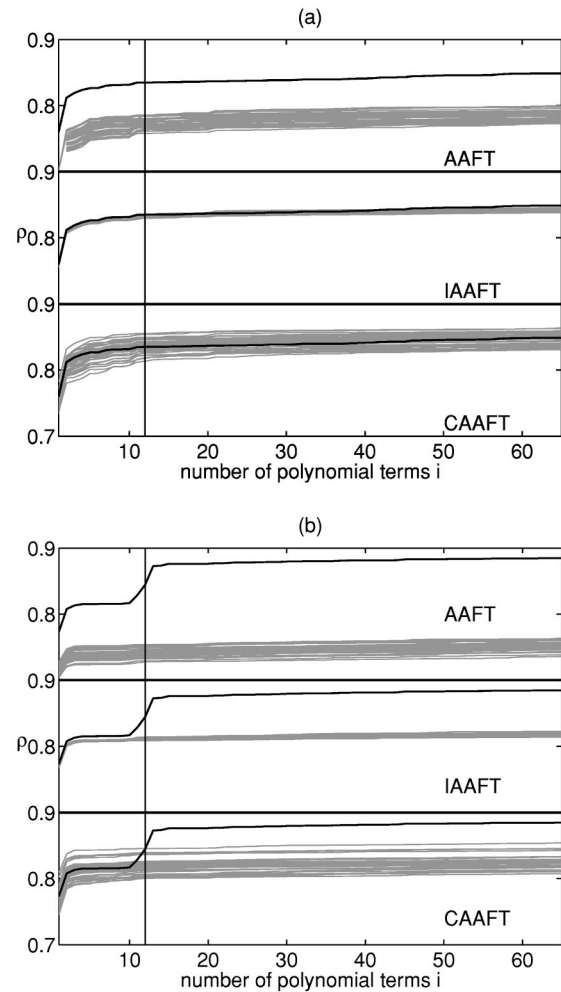 (a)
0.9
0.8
AAFT
0.9
ρ 0.8
IAAFT
0.9
0.8
CAAFT
0.7
10 20 30 40 50 60
number of polynomial terms i
(b)
0.9
0.8
AAFT
0.9
ρ 0.8
IAAFT
0.9
0.8
CAAFT
0.7
10 20 30 40 50 60
number of polynomial terms i